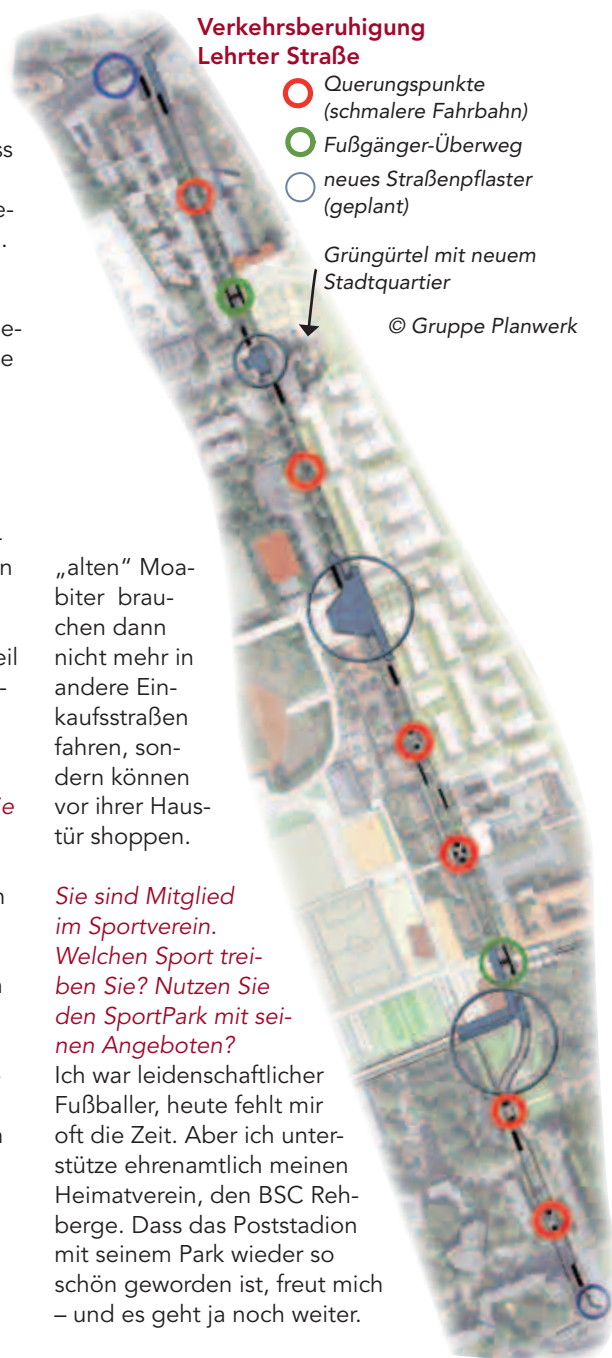 Verkehrsberuhigung
Lehrter Straße
Querungspunkte
(schmalere Fahrbahn)
Fußgänger-Überweg
neues Straßenpflaster
(geplant)
Grüngürtel mit neuem
Stadtquartier
© Gruppe Planwerk
„alten“ Moa-
biter brau-
chen dann
nicht mehr in
andere Ein-
kaufsstraßen
fahren, son-
dern können
vor ihrer Haus-
tür shoppen.
Sie sind Mitglied
im Sportverein.
Welchen Sport trei-
ben Sie? Nutzen Sie
den SportPark mit sei-
nen Angeboten?
Ich war leidenschaftlicher
Fußballer, heute fehlt mir
oft die Zeit. Aber ich unter-
stütze ehrenamtlich meinen
Heimatverein, den BSC Reh-
berge. Dass das Poststadion
mit seinem Park wieder so
schön geworden ist, freut mich
– und es geht ja noch weiter.